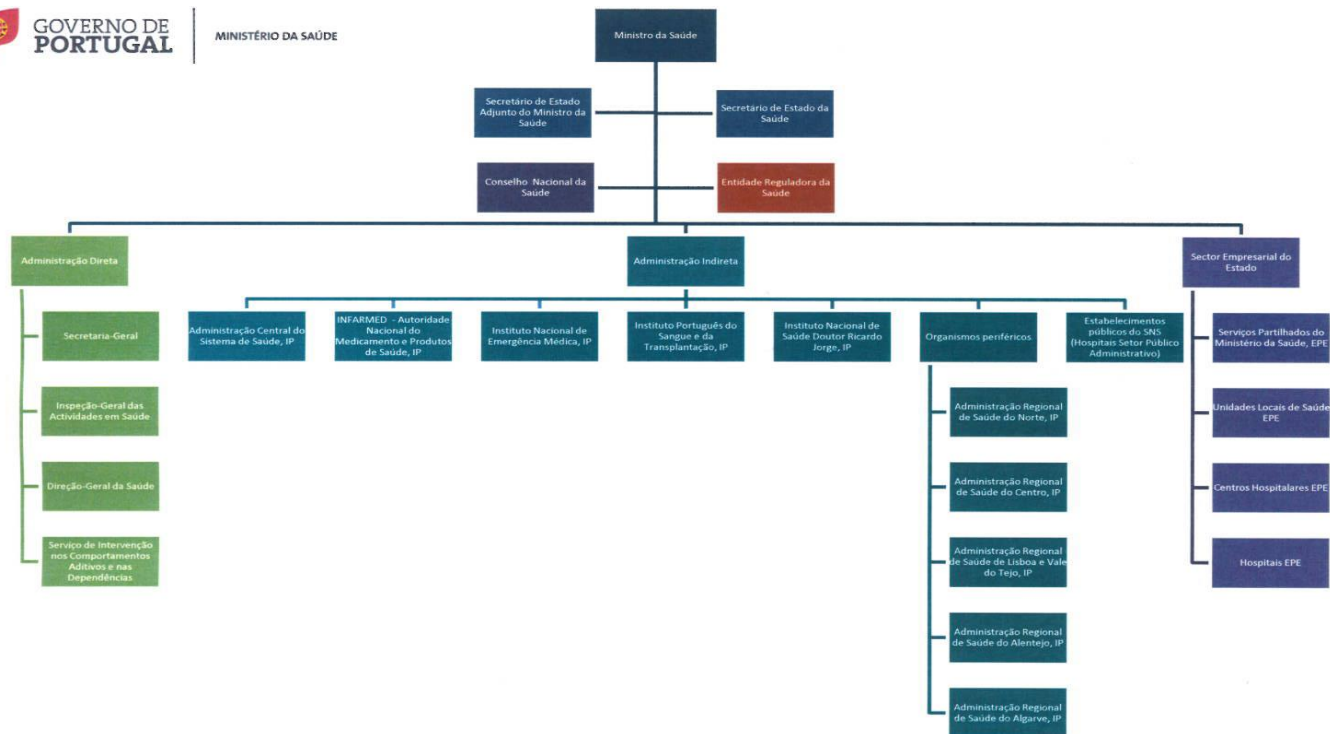 GOVERNO DE
PORTUGAL
MINISTÉRIO DA SAÚDE
Ministro da Saúde
Secretário de Estado
Adjunto do Ministro da
Saúde
Secretário de Estado da
Saúde
Conselho Nacional da
Saúde
Entidade Reguladora da
Saúde
Administração Direta
Administração Indireta
Sector Empresarial do
Estado
Secretaria-Geral
Inspeção-Geral das
Actividades em Saúde
Direção-Geral da Saúde
Serviço de Intervenção
nos Comportamentos
Aditivos e nas
Dependências
Administração Central do
Sistema de Saúde, IP
INFARMED - Autoridade
Nacional do
Medicamento e Produtos
de Saúde, IP
Instituto Nacional de
Emergência Médica, IP
Instituto Português do
Sangue e da
Transplantação, IP
Instituto Nacional de
Saúde Doutor Ricardo
Jorge, IP
Organismos periféricos
Estabelecimentos
públicos do SNS
(Hospitais Setor Público
Administrativo)
Administração Regional
de Saúde do Norte, IP
Administração Regional
de Saúde do Centro, IP
Administração Regional
de Saúde de Lisboa e Vale
do Tejo, IP
Administração Regional
de Saúde do Alentejo, IP
Administração Regional
de Saúde do Algarve, IP
Serviços Partilhados do
Ministério da Saúde, EPE
Unidades Locais de Saúde
EPE
Centros Hospitalares EPE
Hospitais EPE